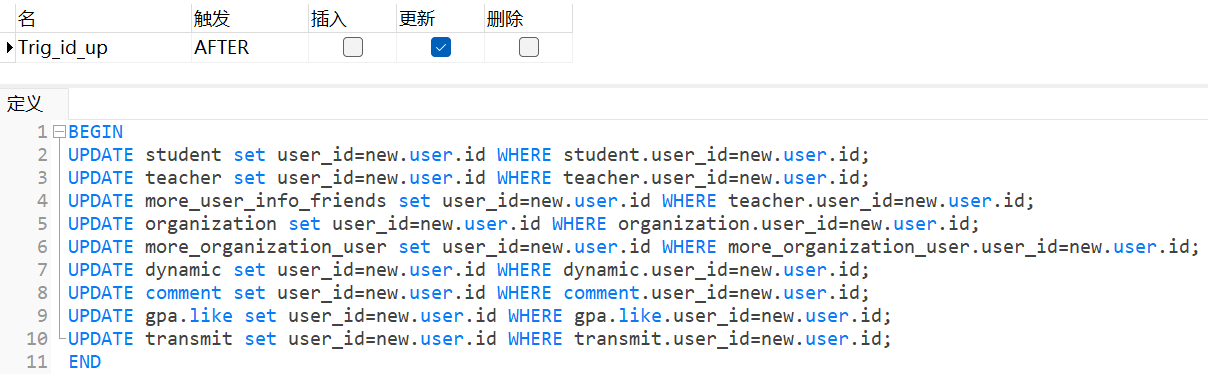 名 触发 插入 更新 删除
Trig_id_up AFTER
定义
1 BEGIN
2 UPDATE student set user_id=new.user.id WHERE student.user_id=new.user.id;
3 UPDATE teacher set user_id=new.user.id WHERE teacher.user_id=new.user.id;
4 UPDATE more_user_info_friends set user_id=new.user.id WHERE teacher.user_id=new.user.id;
5 UPDATE organization set user_id=new.user.id WHERE organization.user_id=new.user.id;
6 UPDATE more_organization_user set user_id=new.user.id WHERE more_organization_user.user_id=new.user.id;
7 UPDATE dynamic set user_id=new.user.id WHERE dynamic.user_id=new.user.id;
8 UPDATE comment set user_id=new.user.id WHERE comment.user_id=new.user.id;
9 UPDATE gpa.like set user_id=new.user.id WHERE gpa.like.user_id=new.user.id;
10 UPDATE transmit set user_id=new.user.id WHERE transmit.user_id=new.user.id;
11 END